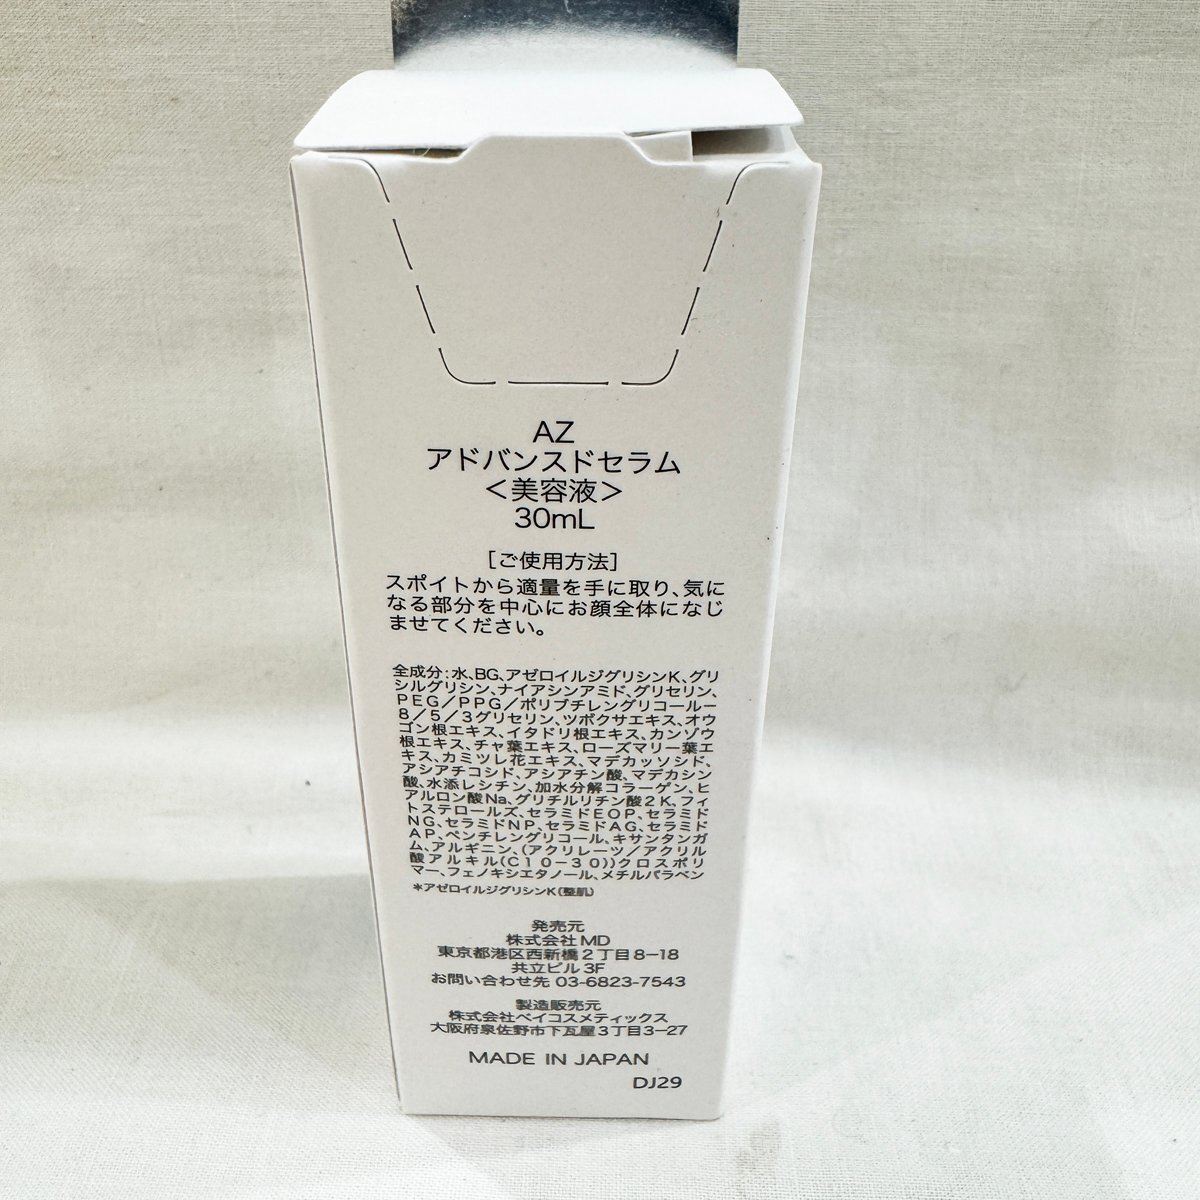 AZ
アドバンスドセラム
＜美容液＞
30mL
［ご使用方法］
スポイトから適量を手に取り、気に
なる部分を中心にお顔全体になじ
ませてください。
全成分：水、BG、アゼロイルジグリシンK、グリ
シルグリシン、ナイアシンアミド、グリセリン、
PEG／PPG／ポリブチレングリコール－
8／5／3グリセリン、ツボクサエキス、オウ
ゴン根エキス、イタドリ根エキス、カンゾウ
根エキス、チャ葉エキス、ローズマリー葉エ
キス、カミツレ花エキス、マデカッソシド、
アシアチコシド、アシアチン酸、マデカシン
酸、水添レシチン、加水分解コラーゲン、ヒ
アルロン酸Na、グリチルリチン酸2K、フィ
トステロールズ、セラミドEOP、セラミド
NG、セラミドNP、セラミドAG、セラミド
AP、ペンチレングリコール、キサンタンガ
ム、アルギニン、（アクリレーツ／アクリル
酸アルキル（C10－30））クロスポリ
マー、フェノキシエタノール、メチルパラベン
＊アゼロイルジグリシンK（整肌）
発売元
株式会社MD
東京都港区西新橋2丁目8－18
共立ビル3F
お問い合わせ先 03-6823-7543
製造販売元
株式会社ベイコスメティックス
大阪府泉佐野市下瓦屋3丁目3－27
MADE IN JAPAN
DJ29